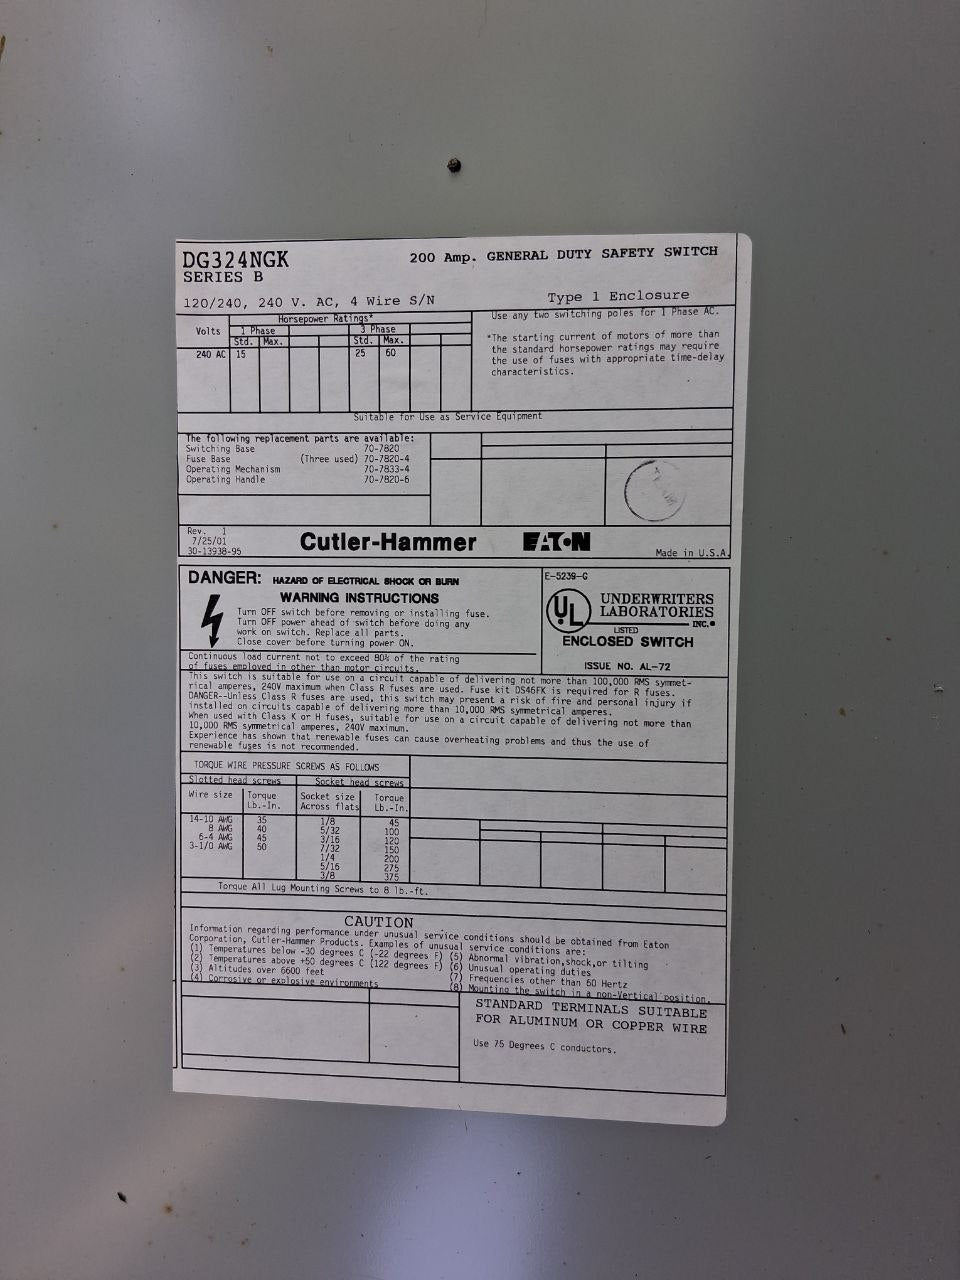 DG324NGK
SERIES B
200 Amp. GENERAL DUTY SAFETY SWITCH
120/240, 240 V. AC, 4 Wire S/N
Type 1 Enclosure
Volts
Horsepower Ratings*
1 Phase
3 Phase
Std. Max.
Std. Max.
240 AC 15 25 60
Use any two switching poles for 1 Phase AC.
*The starting current of motors of more than
the standard horsepower ratings may require
the use of fuses with appropriate time-delay
characteristics.
Suitable for Use as Service Equipment
The following replacement parts are available:
Switching Base 70-7820
Fuse Base (Three used) 70-7820-4
Operating Mechanism 70-7833-4
Operating Handle 70-7820-6
Rev. 1
7/25/01
30-13938-95
Cutler-Hammer
EATON
Made in U.S.A.
DANGER: HAZARD OF ELECTRICAL SHOCK OR BURN
WARNING INSTRUCTIONS
Turn OFF switch before removing or installing fuse.
Turn OFF power ahead of switch before doing any
work on switch. Replace all parts.
Close cover before turning power ON.
E-5239-G
UL
UNDERWRITERS
LABORATORIES
INC.®
LISTED
ENCLOSED SWITCH
ISSUE NO. AL-72
Continuous load current not to exceed 80% of the rating
of fuses employed in other than motor circuits.
This switch is suitable for use on a circuit capable of delivering not more than 100,000 RMS symmet-
rical amperes, 240V maximum when Class R fuses are used. Fuse kit DS46FK is required for R fuses.
DANGER--Unless Class R fuses are used, this switch may present a risk of fire and personal injury if
installed on circuits capable of delivering more than 10,000 RMS symmetrical amperes.
When used with Class K or H fuses, suitable for use on a circuit capable of delivering not more than
10,000 RMS symmetrical amperes, 240V maximum.
Experience has shown that renewable fuses can cause overheating problems and thus the use of
renewable fuses is not recommended.
TORQUE WIRE PRESSURE SCREWS AS FOLLOWS
Slotted head screws
Socket head screws
Wire size Torque Lb.-In. Socket size Across flats Torque Lb.-In.
14-10 AWG 35 1/8 45
8 AWG 40 5/32 100
6-4 AWG 45 3/16 120
3-1/0 AWG 50 7/32 150
1/4 200
5/16 275
3/8 375
Torque All Lug Mounting Screws to 8 lb.-ft.
CAUTION
Information regarding performance under unusual service conditions should be obtained from Eaton
Corporation, Cutler-Hammer Products. Examples of unusual service conditions are:
(1) Temperatures below -30 degrees C (-22 degrees F) (5) Abnormal vibration,shock,or tilting
(2) Temperatures above +50 degrees C (122 degrees F) (6) Unusual operating duties
(3) Altitudes over 6600 feet (7) Frequencies other than 60 Hertz
(4) Corrosive or explosive environments (8) Mounting the switch in a non-Vertical position.
STANDARD TERMINALS SUITABLE
FOR ALUMINUM OR COPPER WIRE
Use 75 Degrees C conductors.